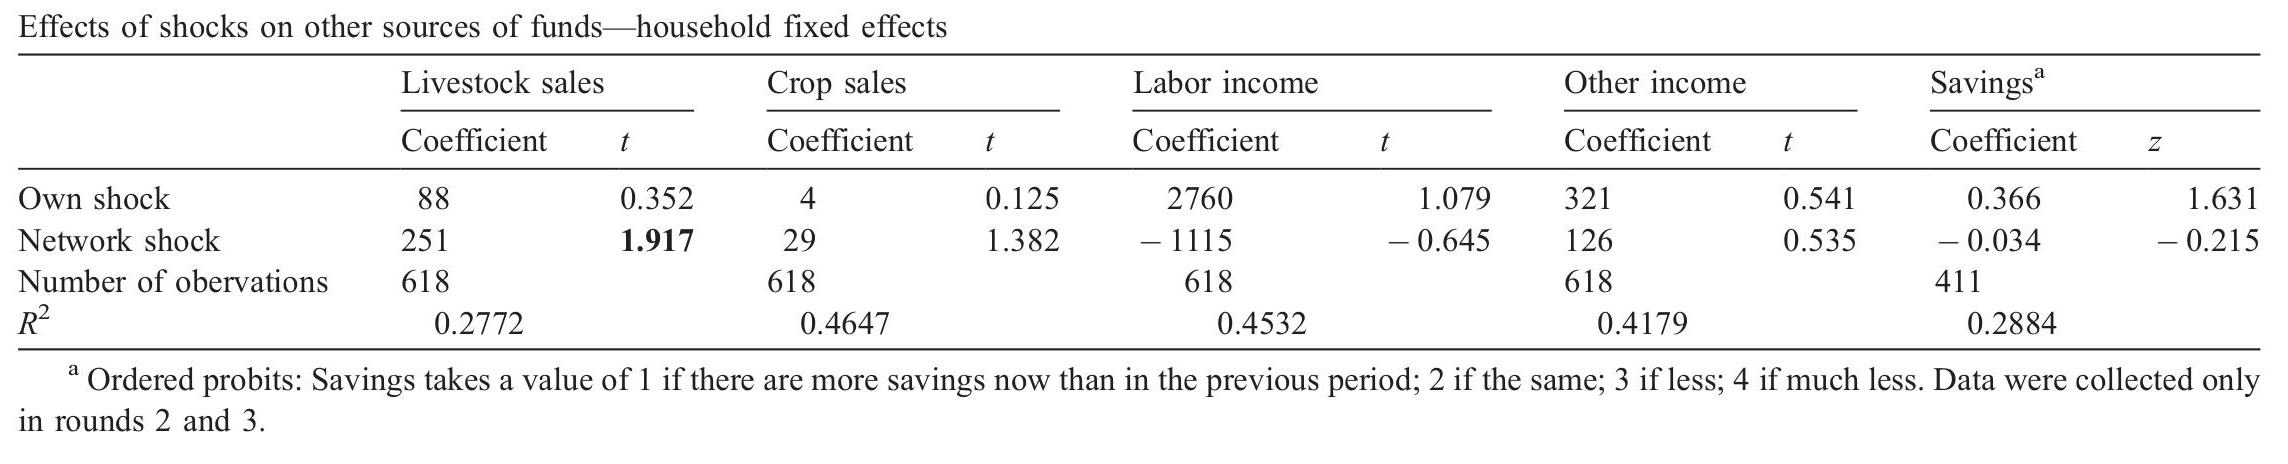 Effects of shocks on other sources of funds—household fixed effects
Livestock sales Crop sales Labor income Other income Savingsa
Coefficient t Coefficient t Coefficient t Coefficient t Coefficient z
Own shock 88 0.352 4 0.125 2760 1.079 321 0.541 0.366 1.631
Network shock 251 1.917 29 1.382 −1115 −0.645 126 0.535 −0.034 −0.215
Number of obervations 618 618 618 618 411
R2 0.2772 0.4647 0.4532 0.4179 0.2884
a Ordered probits: Savings takes a value of 1 if there are more savings now than in the previous period; 2 if the same; 3 if less; 4 if much less. Data were collected only
in rounds 2 and 3.